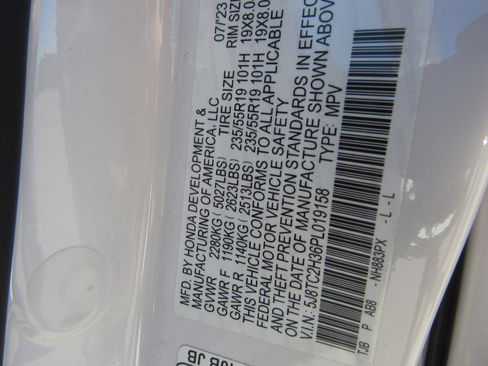 MFD. BY HONDA DEVELOPMENT &
MANUFACTURING OF AMERICA, LLC 07/'23
GVWR 2280KG (5027LBS) TIRE SIZE RIM SIZE
GAWR F 1190KG (2623LBS) 235/55R19 101H 19X8.0
GAWR R 1140KG (2513LBS) 235/55R19 101H 19X8.0
THIS VEHICLE CONFORMS TO ALL APPLICABLE
FEDERAL MOTOR VEHICLE SAFETY
AND THEFT PREVENTION STANDARDS IN EFFECT
ON THE DATE OF MANUFACTURE SHOWN ABOVE
V.I.N.: 5J8TC2H36PL019158 TYPE: MPV
TJB P AB8 - NH883PX - L - L
JB